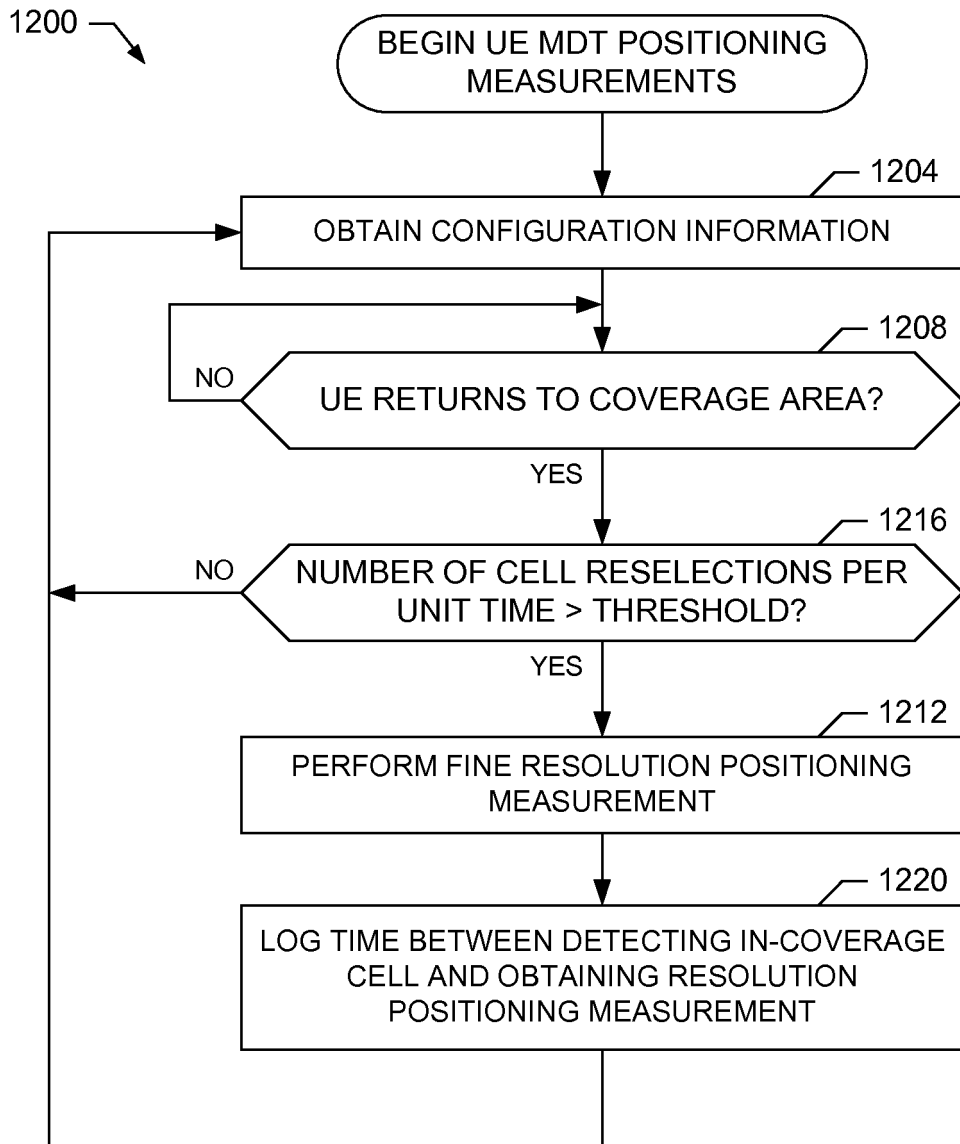 1200
BEGIN UE MDT POSITIONING
MEASUREMENTS
1204
OBTAIN CONFIGURATION INFORMATION
1208
NO
UE RETURNS TO COVERAGE AREA?
YES
1216
NO
NUMBER OF CELL RESELECTIONS PER
UNIT TIME > THRESHOLD?
YES
1212
PERFORM FINE RESOLUTION POSITIONING
MEASUREMENT
1220
LOG TIME BETWEEN DETECTING IN-COVERAGE
CELL AND OBTAINING RESOLUTION
POSITIONING MEASUREMENT